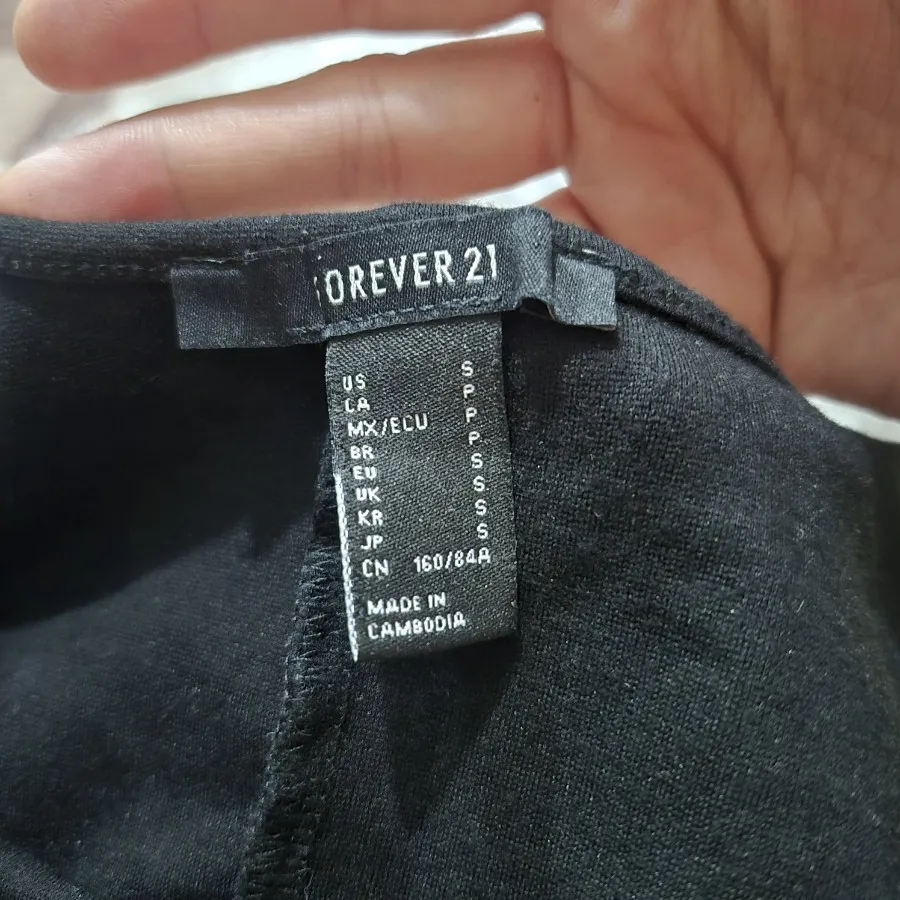 FOREVER 21
US S
CA P
MX/ECU P
BR P
EU S
UK S
KR S
JP S
CN 160/84A
MADE IN
CAMBODIA